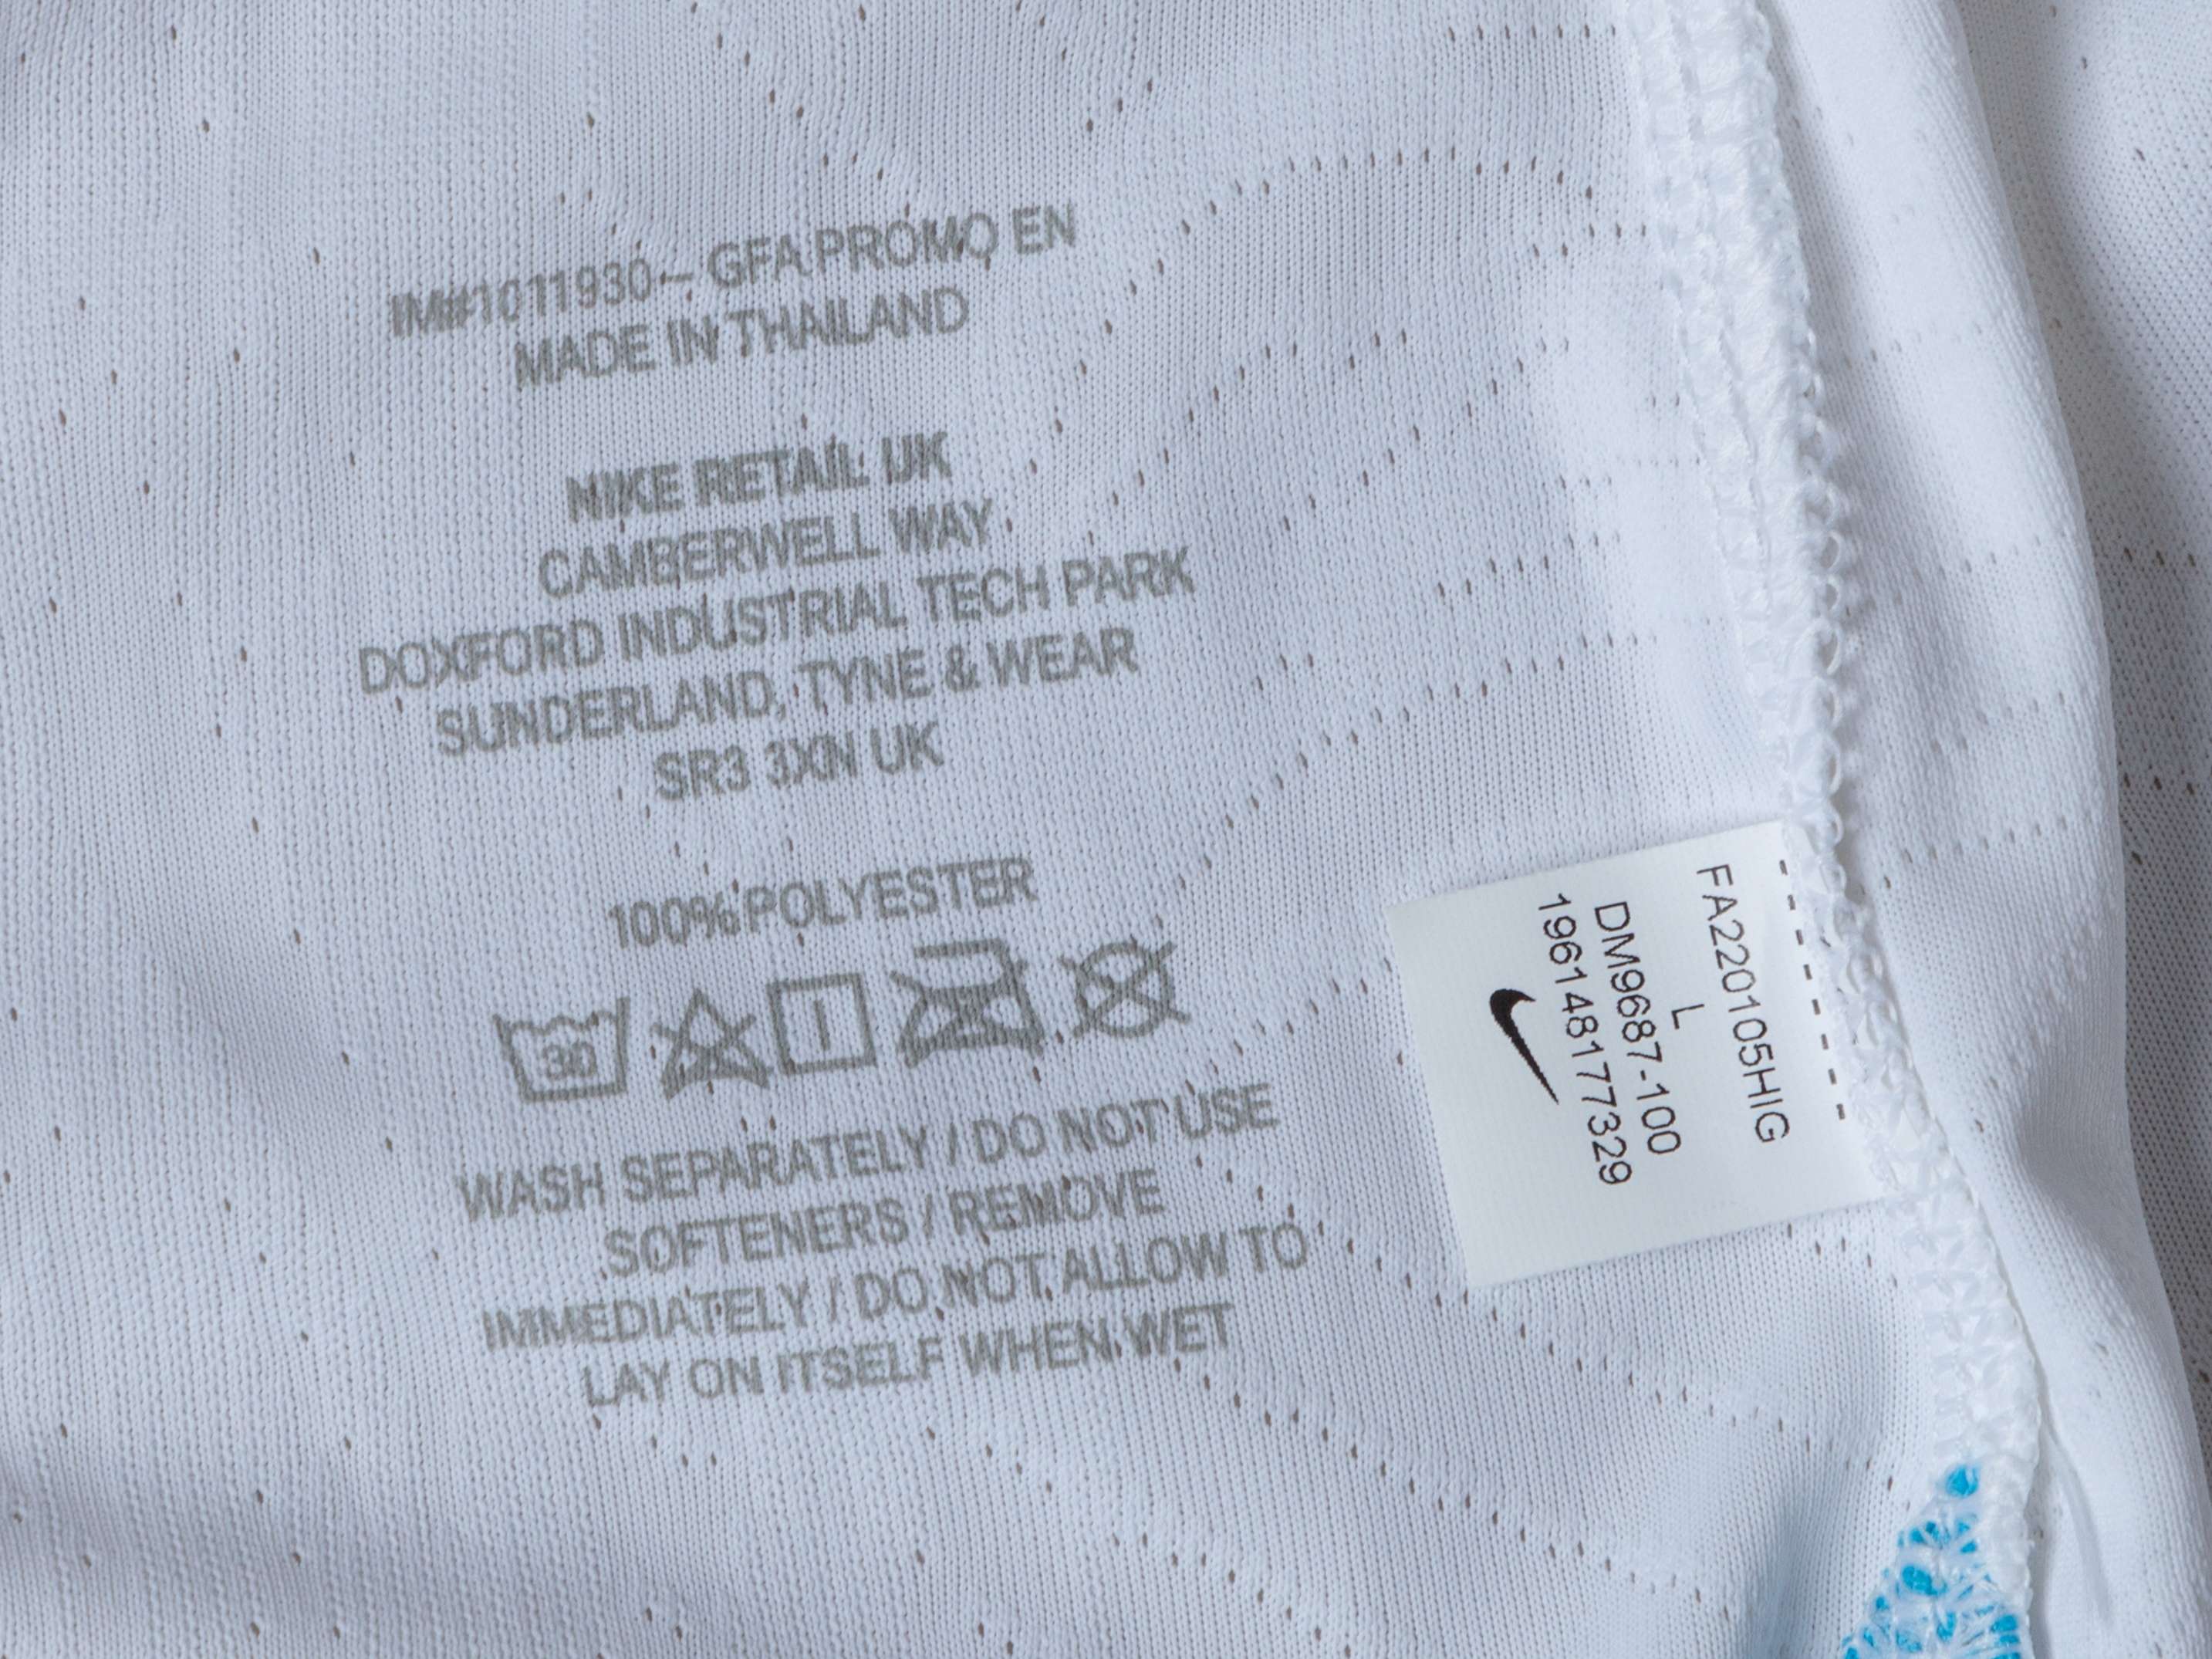 IM#1011930 – GFA PROMO EN
MADE IN THAILAND
NIKE RETAIL UK
CAMBERWELL WAY
DOXFORD INDUSTRIAL TECH PARK
SUNDERLAND, TYNE & WEAR
SR3 3XN UK
100% POLYESTER
30
WASH SEPARATELY / DO NOT USE
SOFTENERS / REMOVE
IMMEDIATELY / DO NOT ALLOW TO
LAY ON ITSELF WHEN WET
FA220105HIG
L
DM9687-100
196148177329